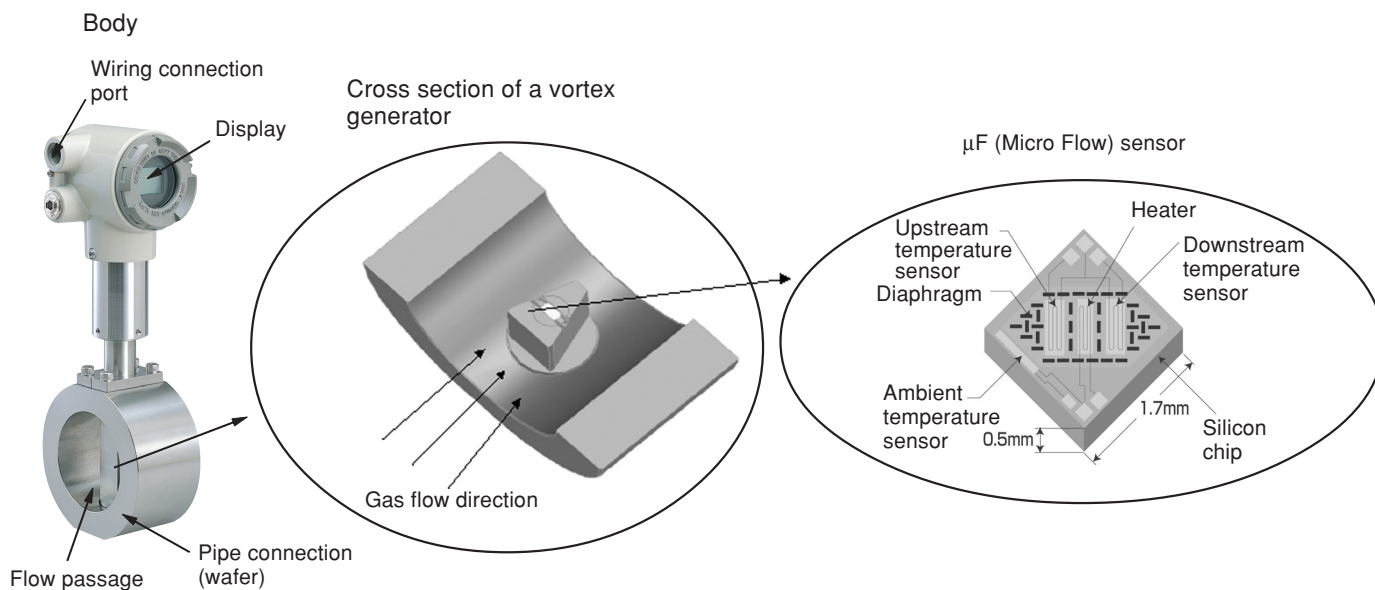 Body
Wiring connection
port
Display
Flow passage
Pipe connection
(wafer)
Cross section of a vortex
generator
Gas flow direction
μF (Micro Flow) sensor
Heater
Upstream
temperature
sensor
Downstream
temperature
sensor
Diaphragm
Ambient
temperature
sensor
0.5mm
1.7mm
Silicon
chip